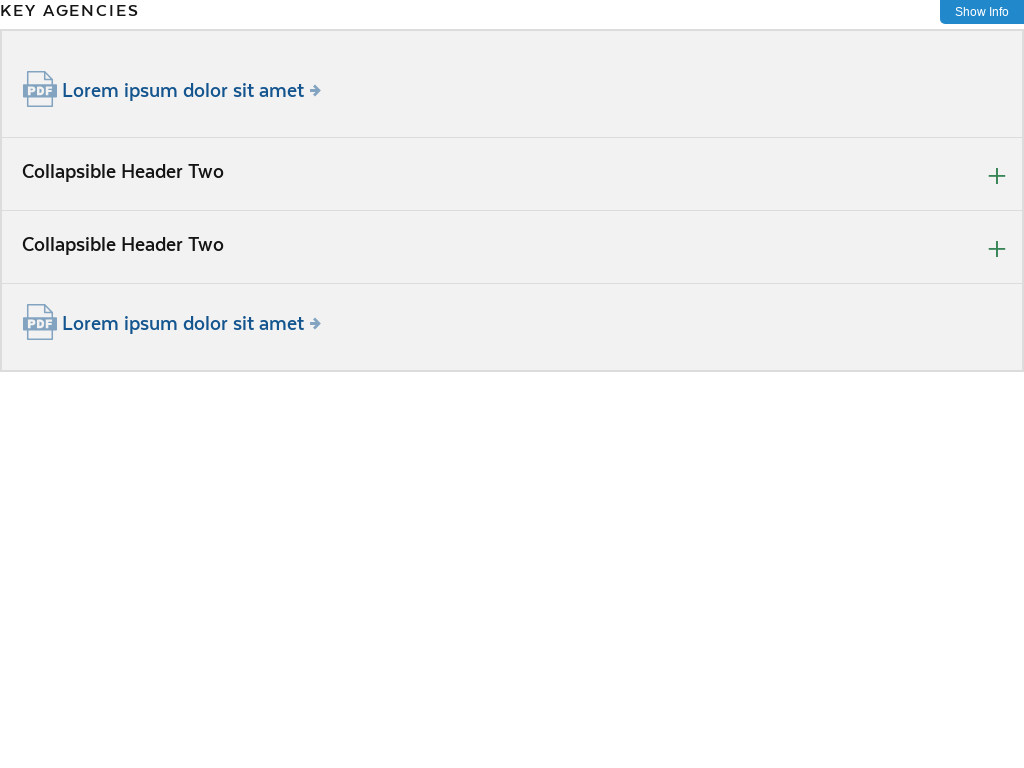 KEY AGENCIES
Show Info
PDF Lorem ipsum dolor sit amet
Collapsible Header Two
Collapsible Header Two
PDF Lorem ipsum dolor sit amet